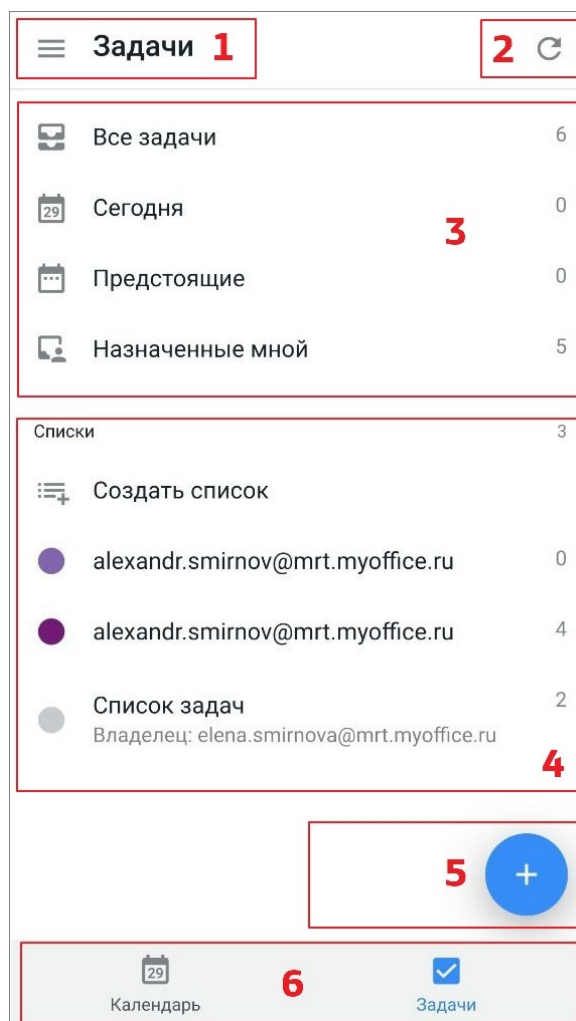 Задачи 1
2
Все задачи 6
29 Сегодня 0
3
Предстоящие 0
Назначенные мной 5
Списки 3
Создать список
alexandr.smirnov@mrt.myoffice.ru 0
alexandr.smirnov@mrt.myoffice.ru 4
Список задач 2
Владелец: elena.smirnova@mrt.myoffice.ru
4
5 +
29
6
Календарь Задачи